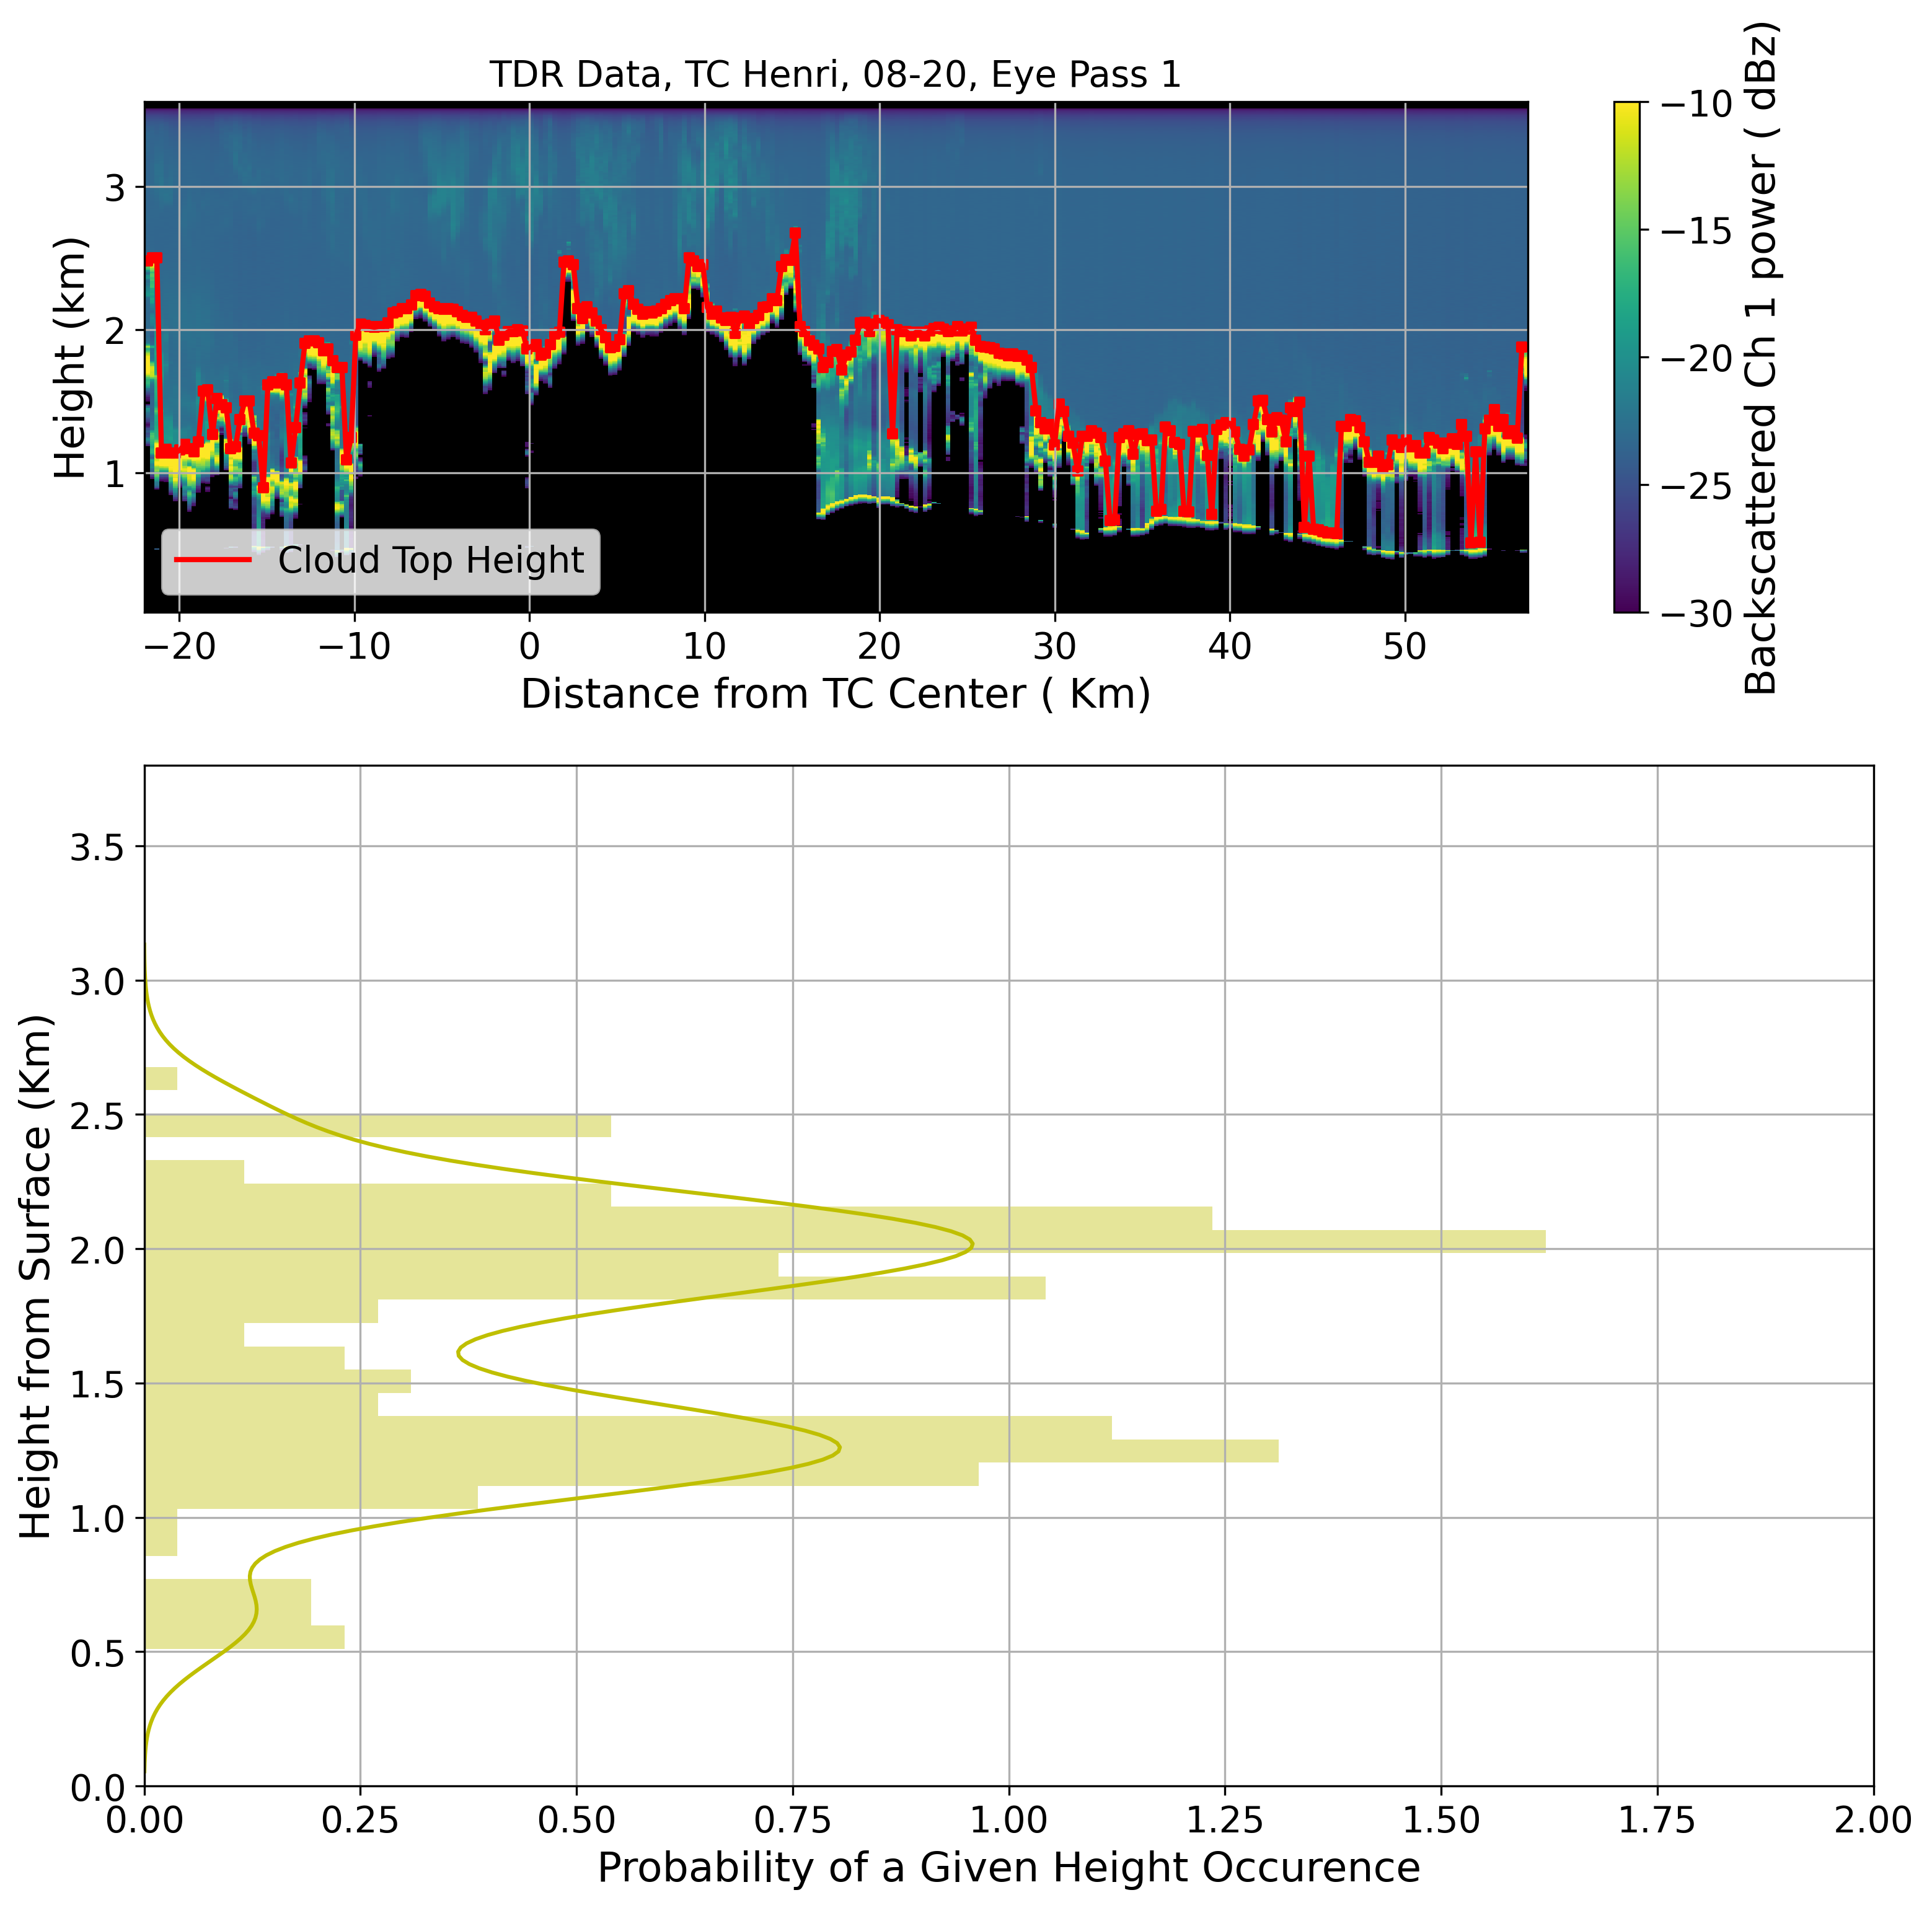 TDR Data, TC Henri, 08-20, Eye Pass 1
Height (km)
3
2
1
Cloud Top Height
−20 −10 0 10 20 30 40 50
Distance from TC Center ( Km)
−10
−15
−20
−25
−30
Backscattered Ch 1 power ( dBz)
Height from Surface (Km)
3.5
3.0
2.5
2.0
1.5
1.0
0.5
0.0
0.00 0.25 0.50 0.75 1.00 1.25 1.50 1.75 2.00
Probability of a Given Height Occurence